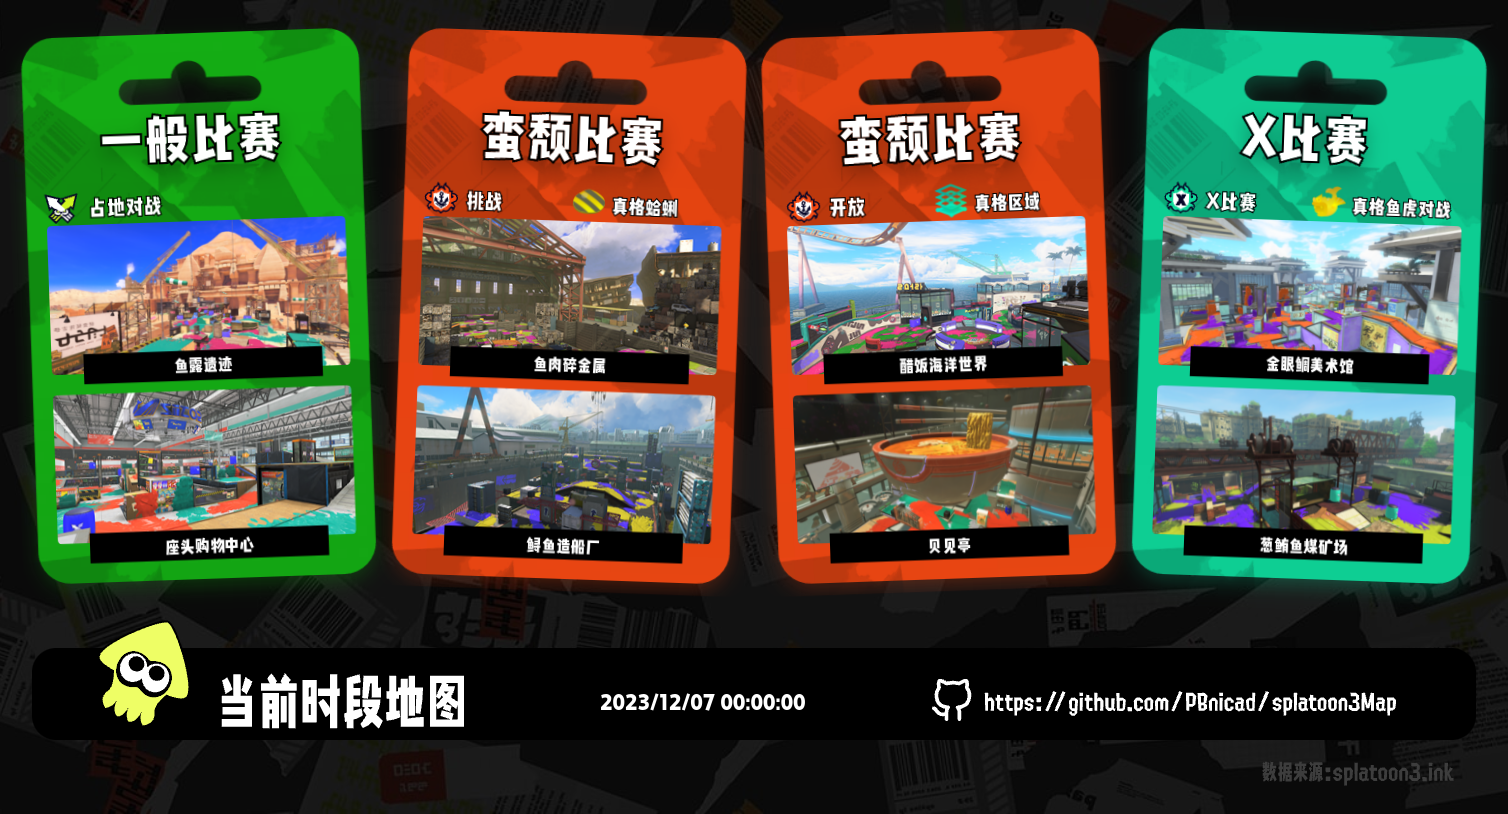 一般比赛
占地对战
鱼露遗迹
座头购物中心
蛮颓比赛
挑战
真格蛤蜊
鱼肉碎金属
鲟鱼造船厂
蛮颓比赛
开放
真格区域
醋饭海洋世界
贝见亭
X比赛
X比赛
真格鱼虎对战
金眼鲷美术馆
葱鲔鱼煤矿场
当前时段地图
2023/12/07 00:00:00
https://github.com/PBnicad/splatoon3Map
数据来源:splatoon3.ink